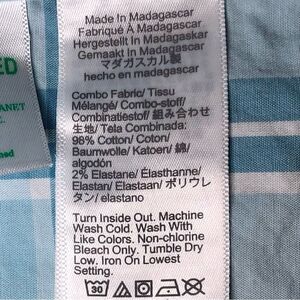 Made In Madagascar
Fabriqué À Madagascar
Hergestellt In Madagaskar
Gemaakt In Madagascar
マダガスカル製
hecho en madagascar
Combo Fabric/ Tissu
Mélangé/ Combo-stoff/
Combinatiestof/ 組み合わせ
生地/ Tela Combinada:
98% Cotton/ Coton/
Baumwolle/ Katoen/ 綿/
algodón
2% Elastane/ Élasthanne/
Elastan/ Elastaan/ ポリウレ
タン/ elastano
Turn Inside Out. Machine
Wash Cold. Wash With
Like Colors. Non-chlorine
Bleach Only. Tumble Dry
Low. Iron On Lowest
Setting.
30
ED
ANET